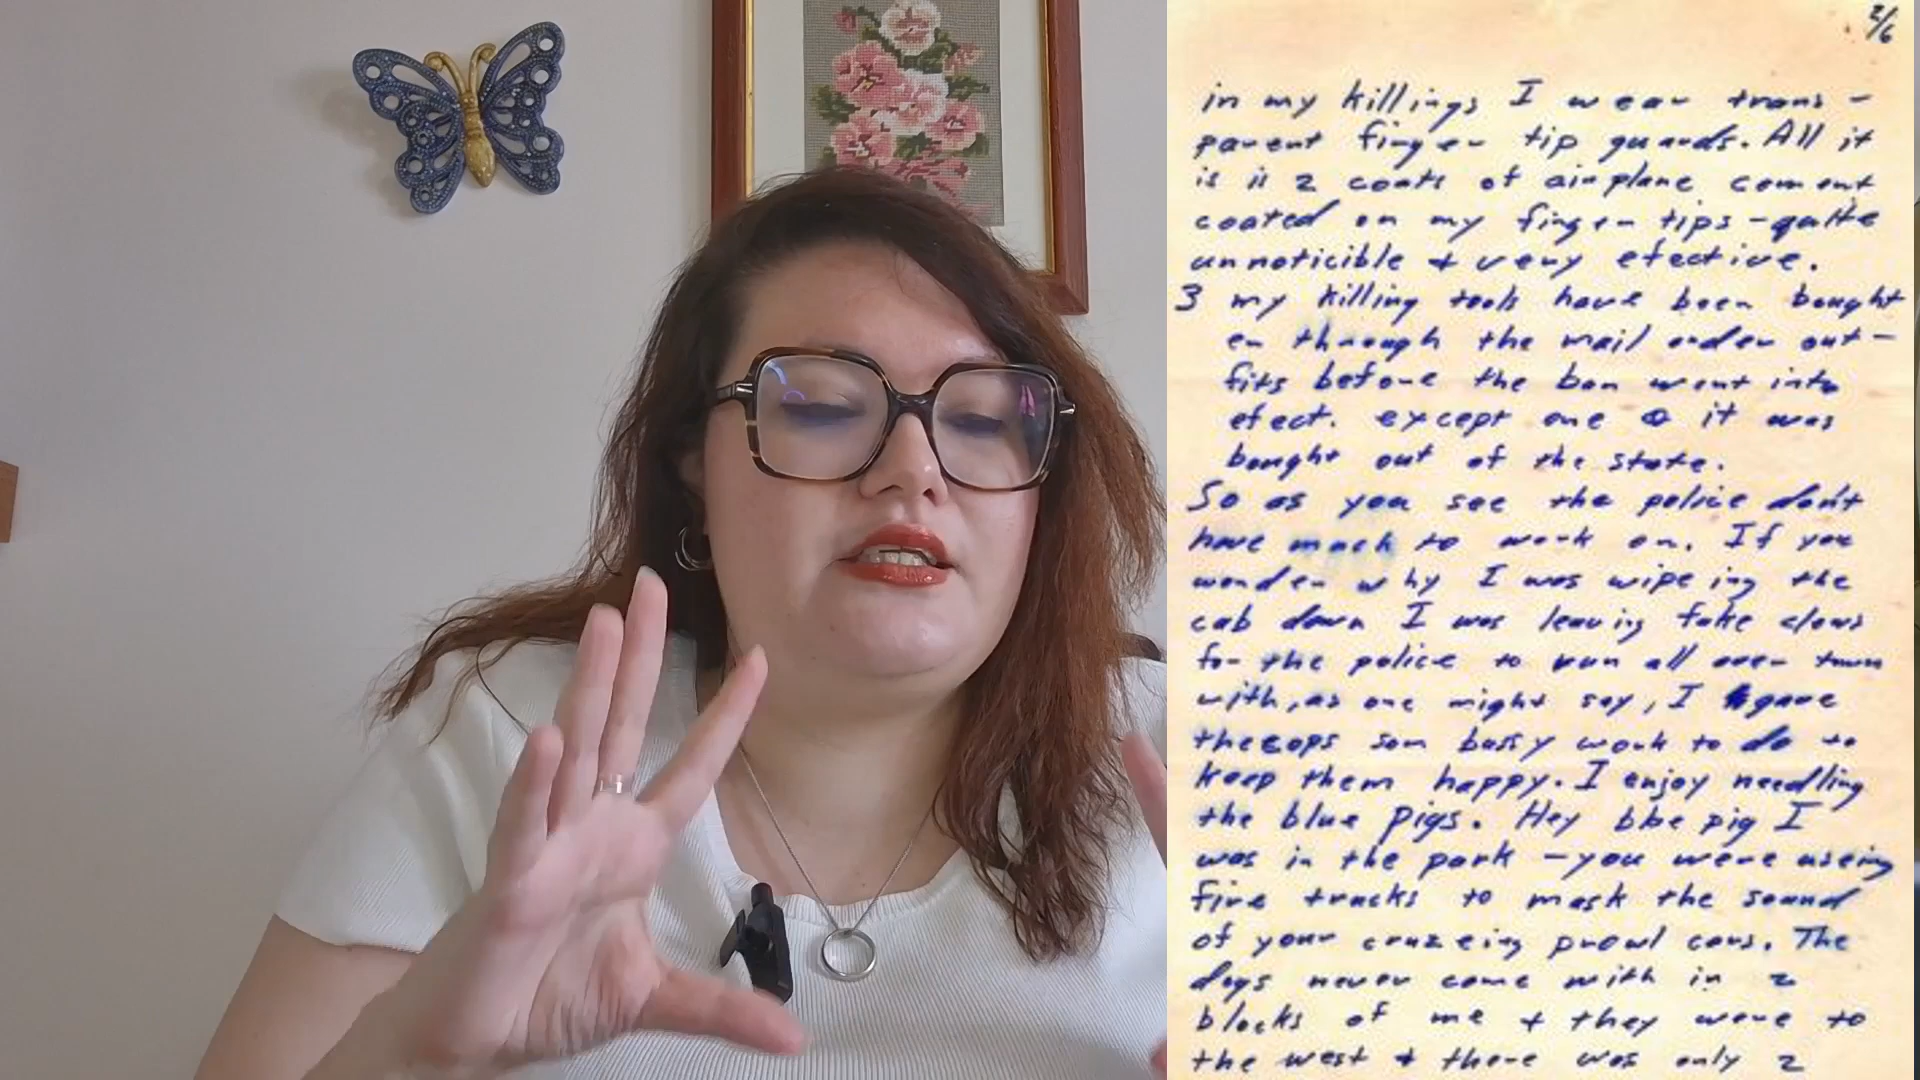 2/6
in my killings I wear trans-
parent finger tip guards. All it
is is 2 coats of airplane cement
coated on my finger tips - quite
unnoticible + very efective.
3 my killing tools have been bought
en through the mail order out-
fits before the ban went into
efect. except one & it was
bought out of the state.
So as you see the police don't
have much to work on. If you
wonder why I was wipeing the
cab down I was leaving fake clews
for the police to run all over town
with, as one might say, I gave
the cops som bussy work to do to
keep them happy. I enjoy needling
the blue pigs. Hey blue pig I
was in the park - you were useing
fire trucks to mask the sound
of your cruzeing prowl cars. The
dogs never came with in 2
blocks of me + they were to
the west + there was only 2